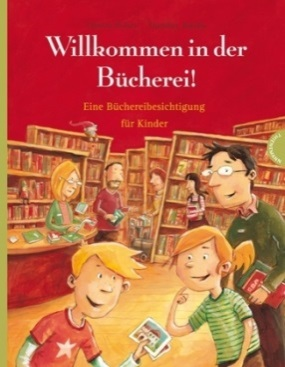 Willkommen in der
Bücherei!
Eine Büchereibesichtigung
für Kinder